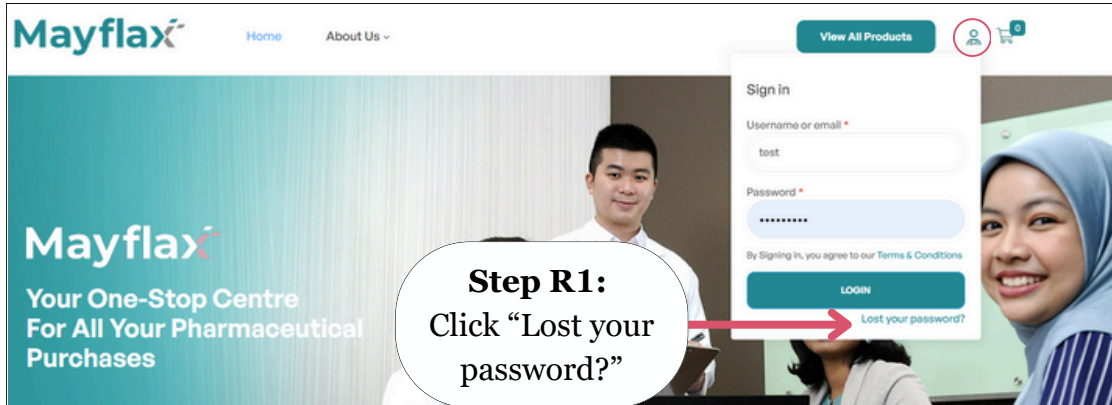 Mayflax
Home
About Us
View All Products
0
Sign in
Username or email *
test
Password *
•••••••••
By Signing in, you agree to our Terms & Conditions
LOGIN
Lost your password?
Mayflax
Your One-Stop Centre
For All Your Pharmaceutical
Purchases
Step R1:
Click “Lost your
password?”